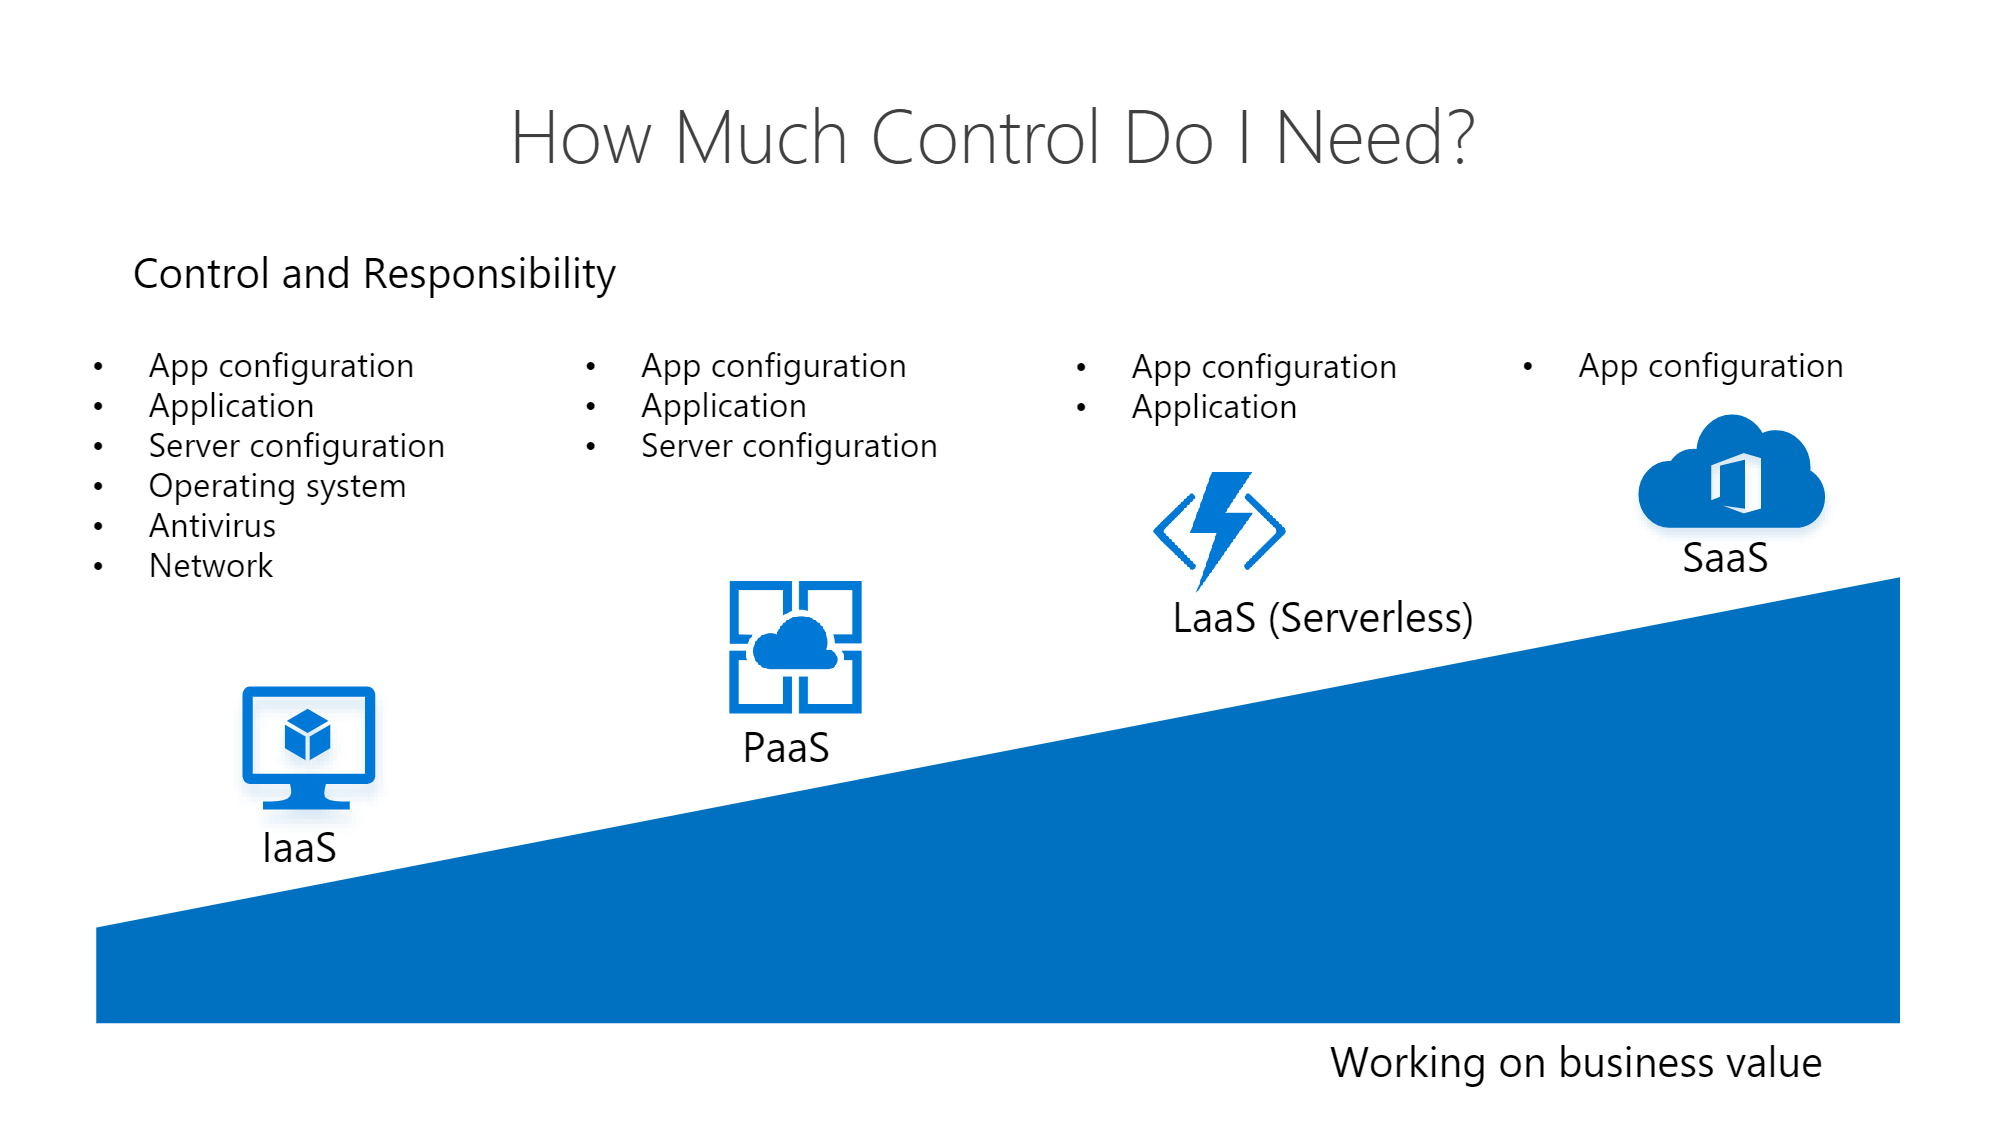 How Much Control Do I Need?
Control and Responsibility
• App configuration
• Application
• Server configuration
• Operating system
• Antivirus
• Network
• App configuration
• Application
• Server configuration
• App configuration
• Application
• App configuration
IaaS
PaaS
LaaS (Serverless)
SaaS
Working on business value